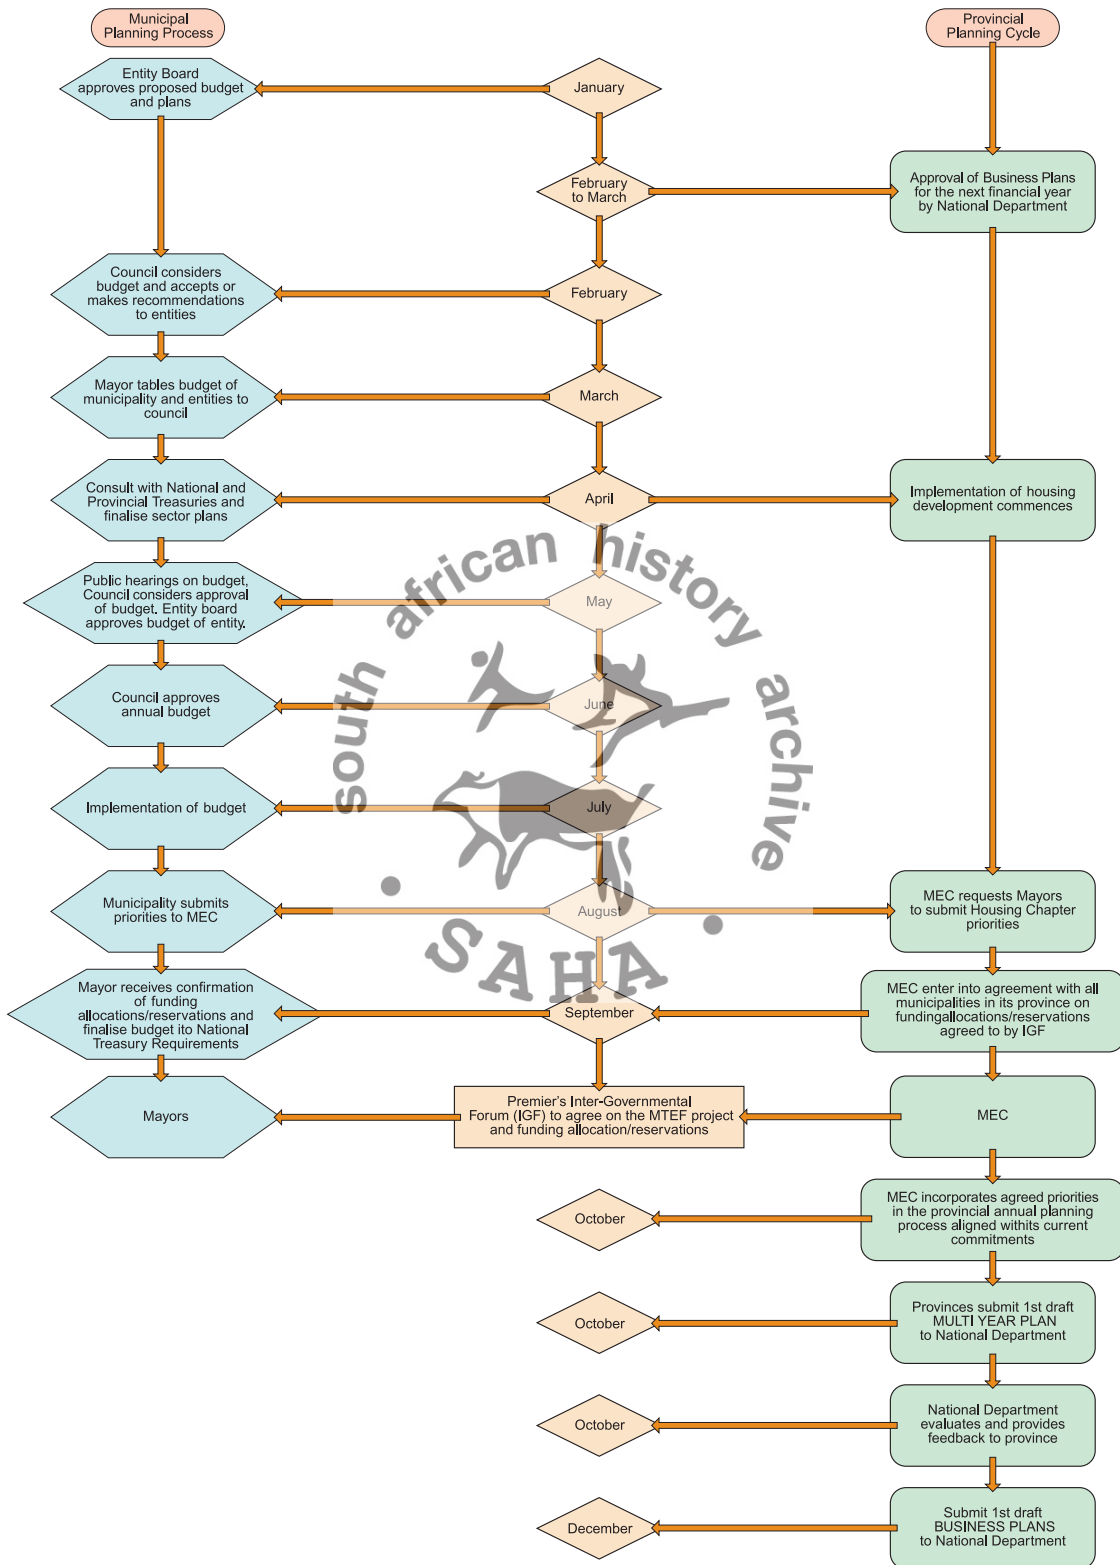 Municipal
Planning Process
Provincial
Planning Cycle
Entity Board
approves proposed budget
and plans
January
February
to March
Approval of Business Plans
for the next financial year
by National Department
Council considers
budget and accepts or
makes recommendations
to entities
February
Mayor tables budget of
municipality and entities to
council
March
Consult with National and
Provincial Treasuries and
finalise sector plans
April
Implementation of housing
development commences
Public hearings on budget,
Council considers approval
of budget. Entity board
approves budget of entity.
May
Council approves
annual budget
June
Implementation of budget
July
Municipality submits
priorities to MEC
August
MEC requests Mayors
to submit Housing Chapter
priorities
Mayor receives confirmation
of funding
allocations/reservations and
finalise budget ito National
Treasury Requirements
September
MEC enter into agreement with all
municipalities in its province on
fundingallocations/reservations
agreed to by IGF
Mayors
Premier's Inter-Governmental
Forum (IGF) to agree on the MTEF project
and funding allocation/reservations
MEC
October
MEC incorporates agreed priorities
in the provincial annual planning
process aligned withits current
commitments
October
Provinces submit 1st draft
MULTI YEAR PLAN
to National Department
October
National Department
evaluates and provides
feedback to province
December
Submit 1st draft
BUSINESS PLANS
to National Department
south african history archive
• SAHA •